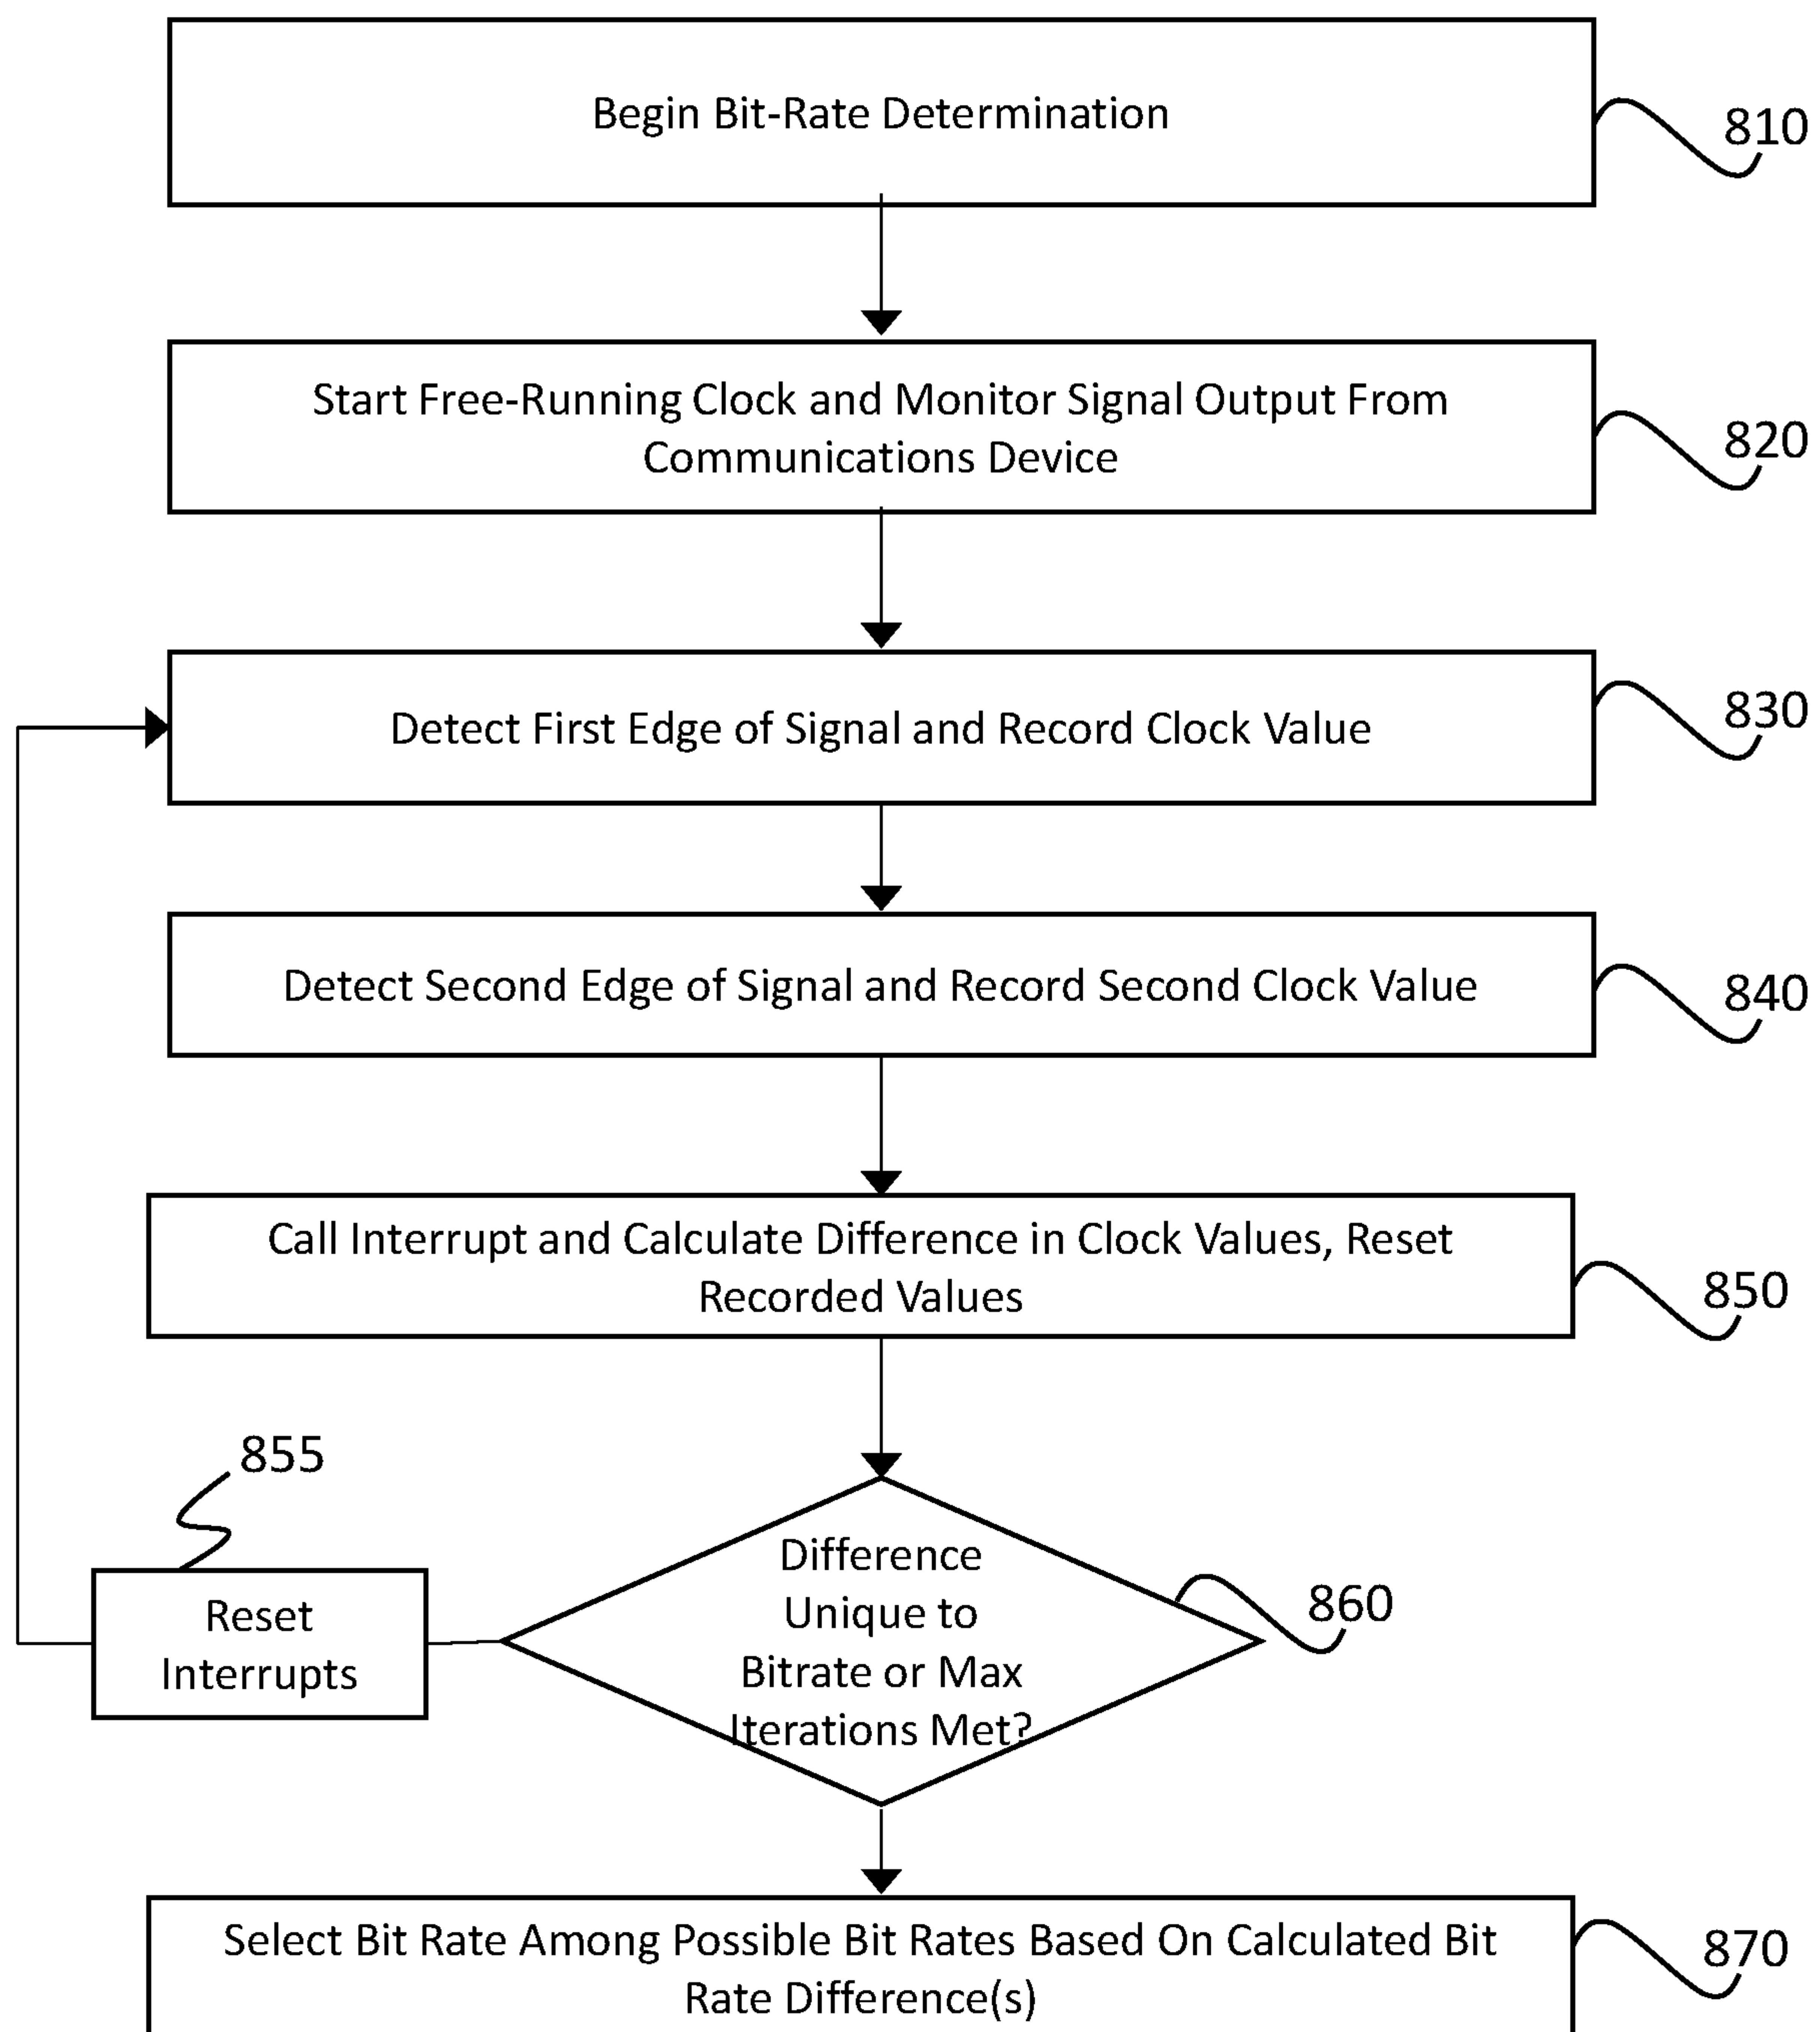 Begin Bit-Rate Determination
810
Start Free-Running Clock and Monitor Signal Output From
Communications Device
820
Detect First Edge of Signal and Record Clock Value
830
Detect Second Edge of Signal and Record Second Clock Value
840
Call Interrupt and Calculate Difference in Clock Values, Reset
Recorded Values
850
855
Reset
Interrupts
Difference
Unique to
Bitrate or Max
Iterations Met?
860
Select Bit Rate Among Possible Bit Rates Based On Calculated Bit
Rate Difference(s)
870